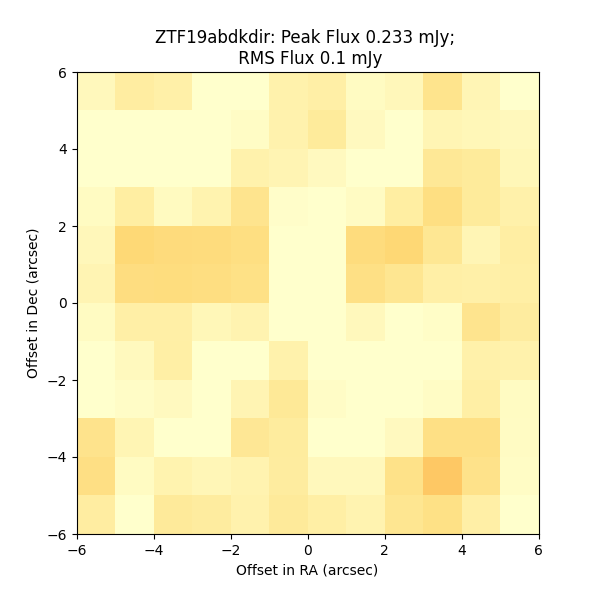 ZTF19abdkdir: Peak Flux 0.233 mJy;
RMS Flux 0.1 mJy
6
4
2
0
−2
−4
−6
Offset in Dec (arcsec)
−6 −4 −2 0 2 4 6
Offset in RA (arcsec)